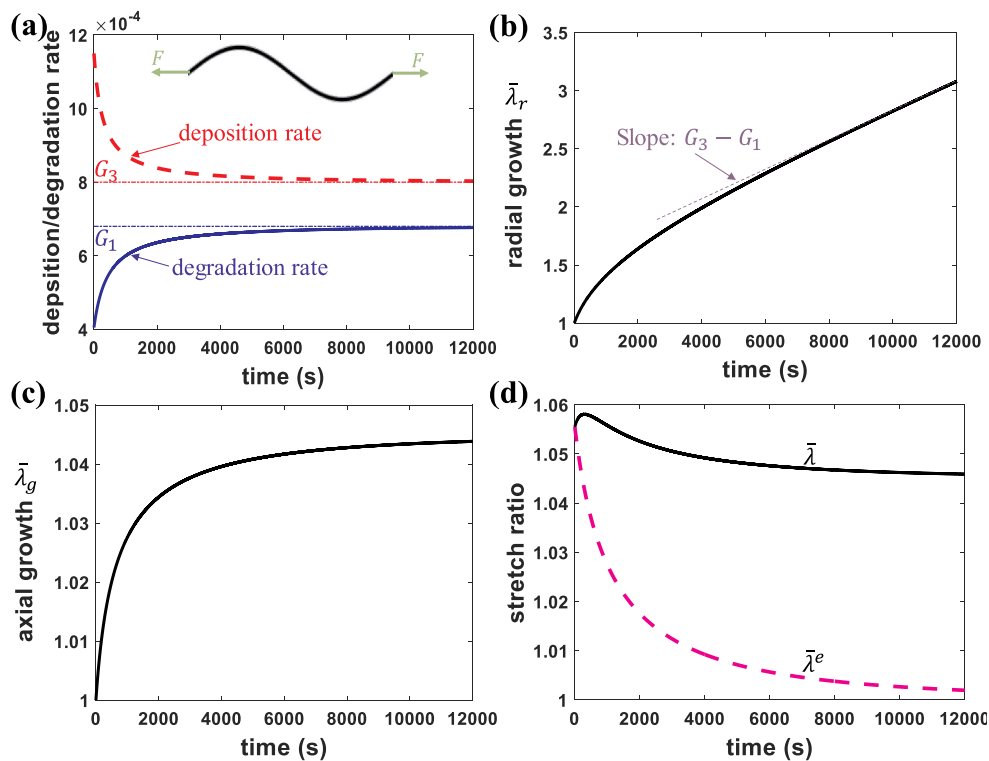 (a)
×10⁻⁴
depsition/degradation rate
12
10
8
6
4
F
F
deposition rate
G₃
G₁
degradation rate
0 2000 4000 6000 8000 10000 12000
time (s)
(b)
radial growth λ̄ᵣ
3.5
3
2.5
2
1.5
1
Slope: G₃ − G₁
0 2000 4000 6000 8000 10000 12000
time (s)
(c)
axial growth λ̄_g
1.05
1.04
1.03
1.02
1.01
1
0 2000 4000 6000 8000 10000 12000
time (s)
(d)
stretch ratio
1.06
1.05
1.04
1.03
1.02
1.01
1
λ̄
λ̄ᵉ
0 2000 4000 6000 8000 10000 12000
time (s)